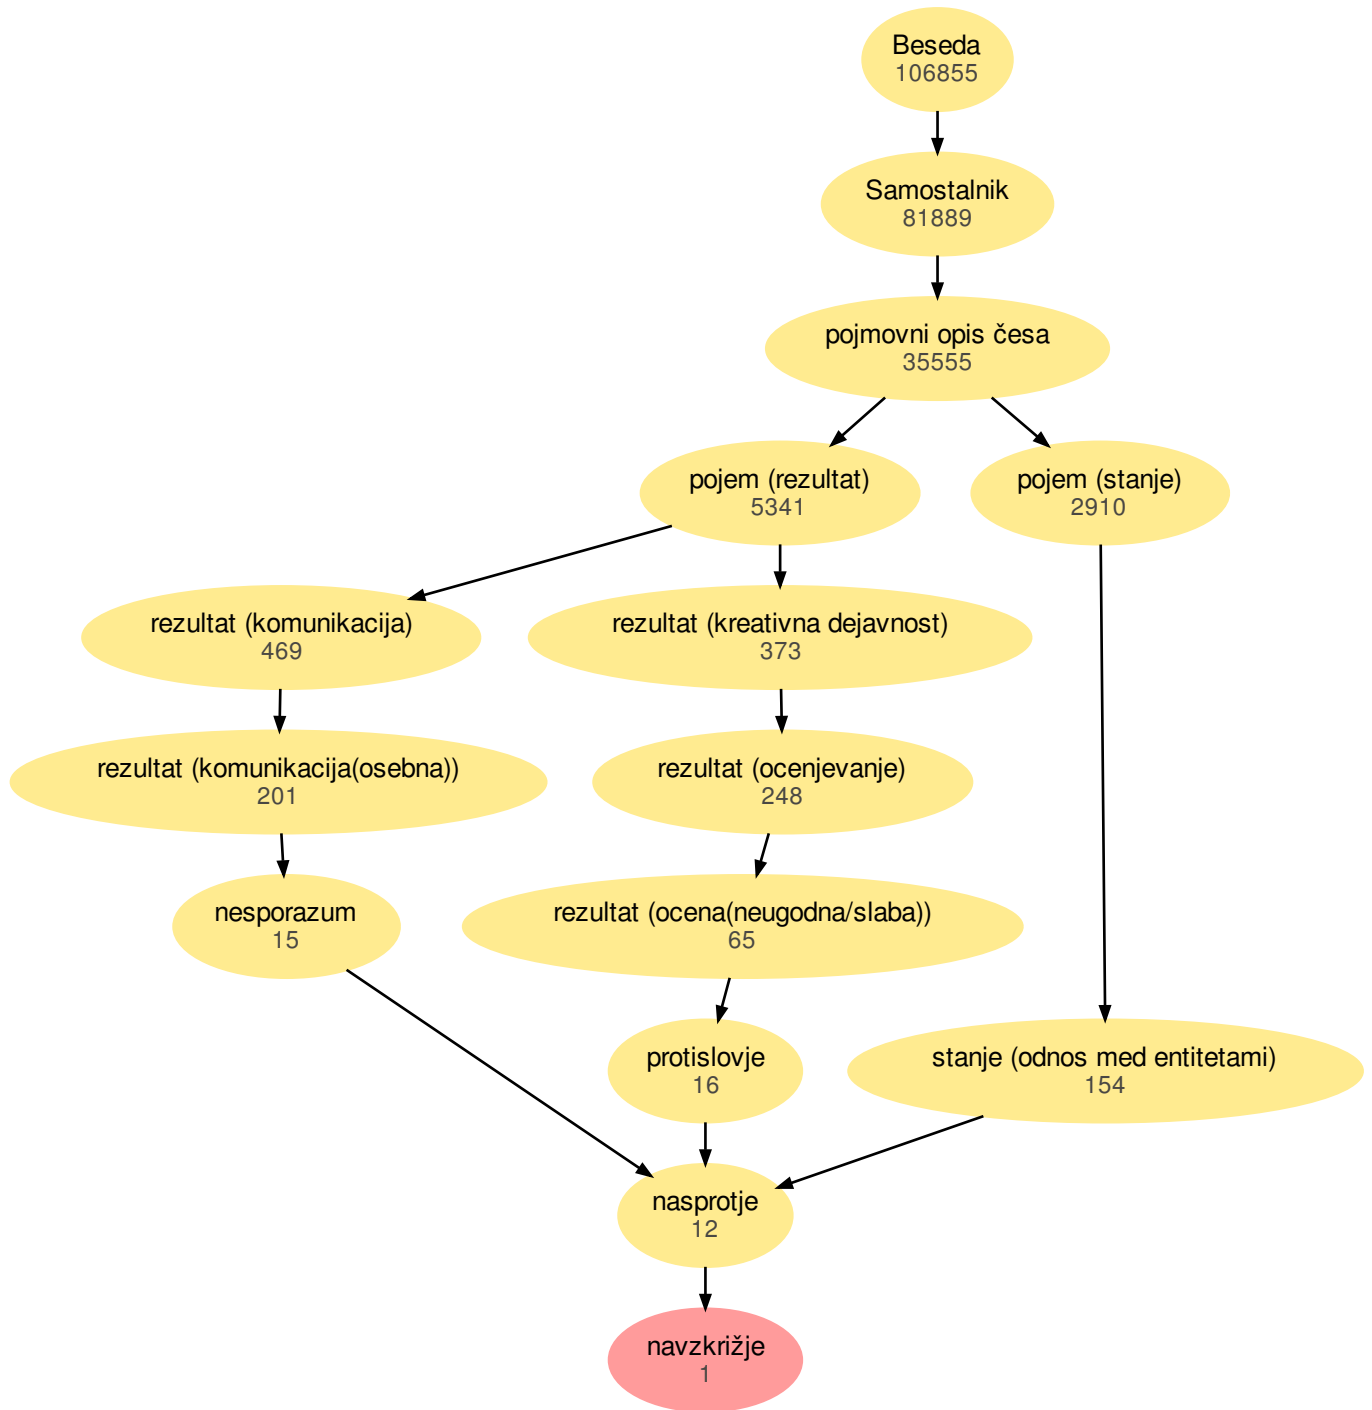 Beseda
106855
Samostalnik
81889
pojmovni opis česa
35555
pojem (rezultat)
5341
pojem (stanje)
2910
rezultat (komunikacija)
469
rezultat (kreativna dejavnost)
373
rezultat (komunikacija(osebna))
201
rezultat (ocenjevanje)
248
nesporazum
15
rezultat (ocena(neugodna/slaba))
65
protislovje
16
stanje (odnos med entitetami)
154
nasprotje
12
navzkrižje
1